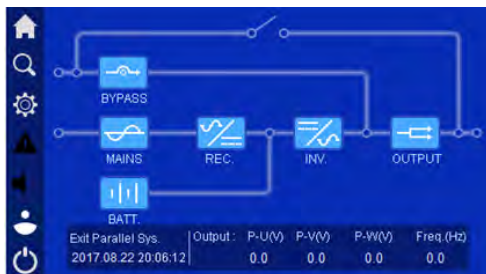 BYPASS
MAINS
REC.
INV.
OUTPUT
BATT.
Exit Parallel Sys. Output : P-U(V) P-V(V) P-W(V) Freq.(Hz)
2017.08.22 20:06:12 0.0 0.0 0.0 0.0